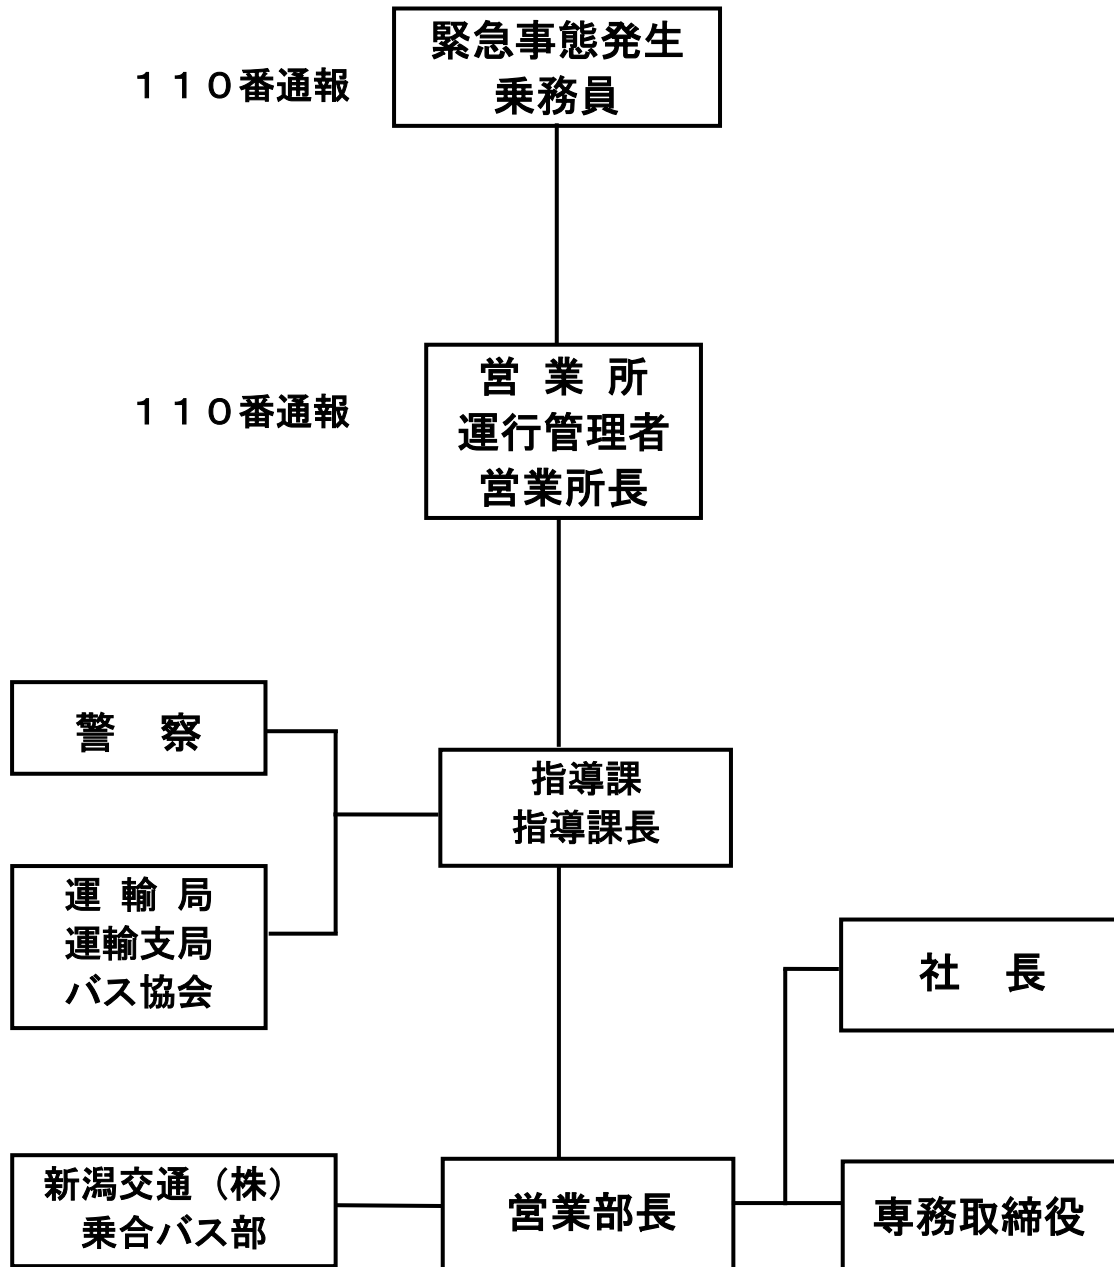 緊急事態発生
乗務員
１１０番通報
営 業 所
運行管理者
営業所長
１１０番通報
警　察
指導課
指導課長
運 輸 局
運輸支局
バス協会
社　長
新潟交通（株）
乗合バス部
営業部長
専務取締役